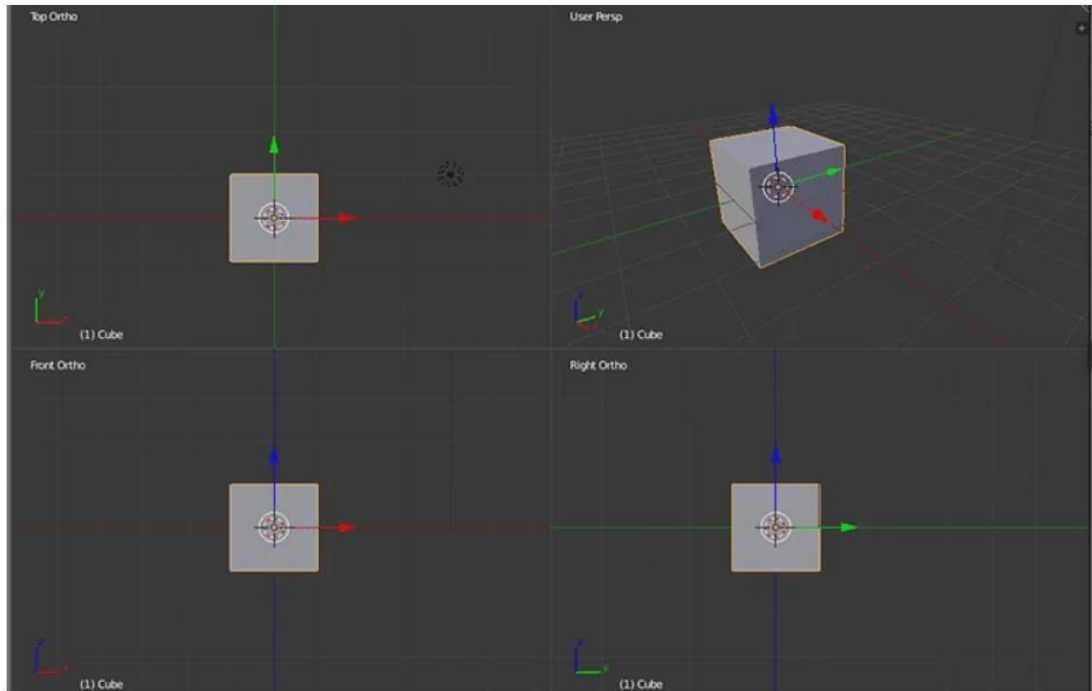 Top Ortho
User Persp
y
x
(1) Cube
z
y
x
(1) Cube
Front Ortho
Right Ortho
z
x
(1) Cube
z
y
(1) Cube